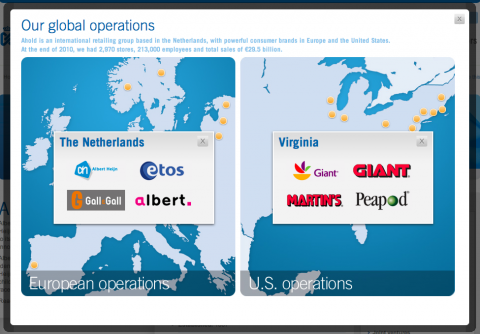 Our global operations
Ahold is an international retailing group based in the Netherlands, with powerful consumer brands in Europe and the United States.
At the end of 2010, we had 2,970 stores, 213,000 employees and total sales of €29.5 billion.
The Netherlands
Albert Heijn
etos
Gall&Gall
albert.
Virginia
Giant
GIANT
MARTIN'S
Peapod
European operations
U.S. operations